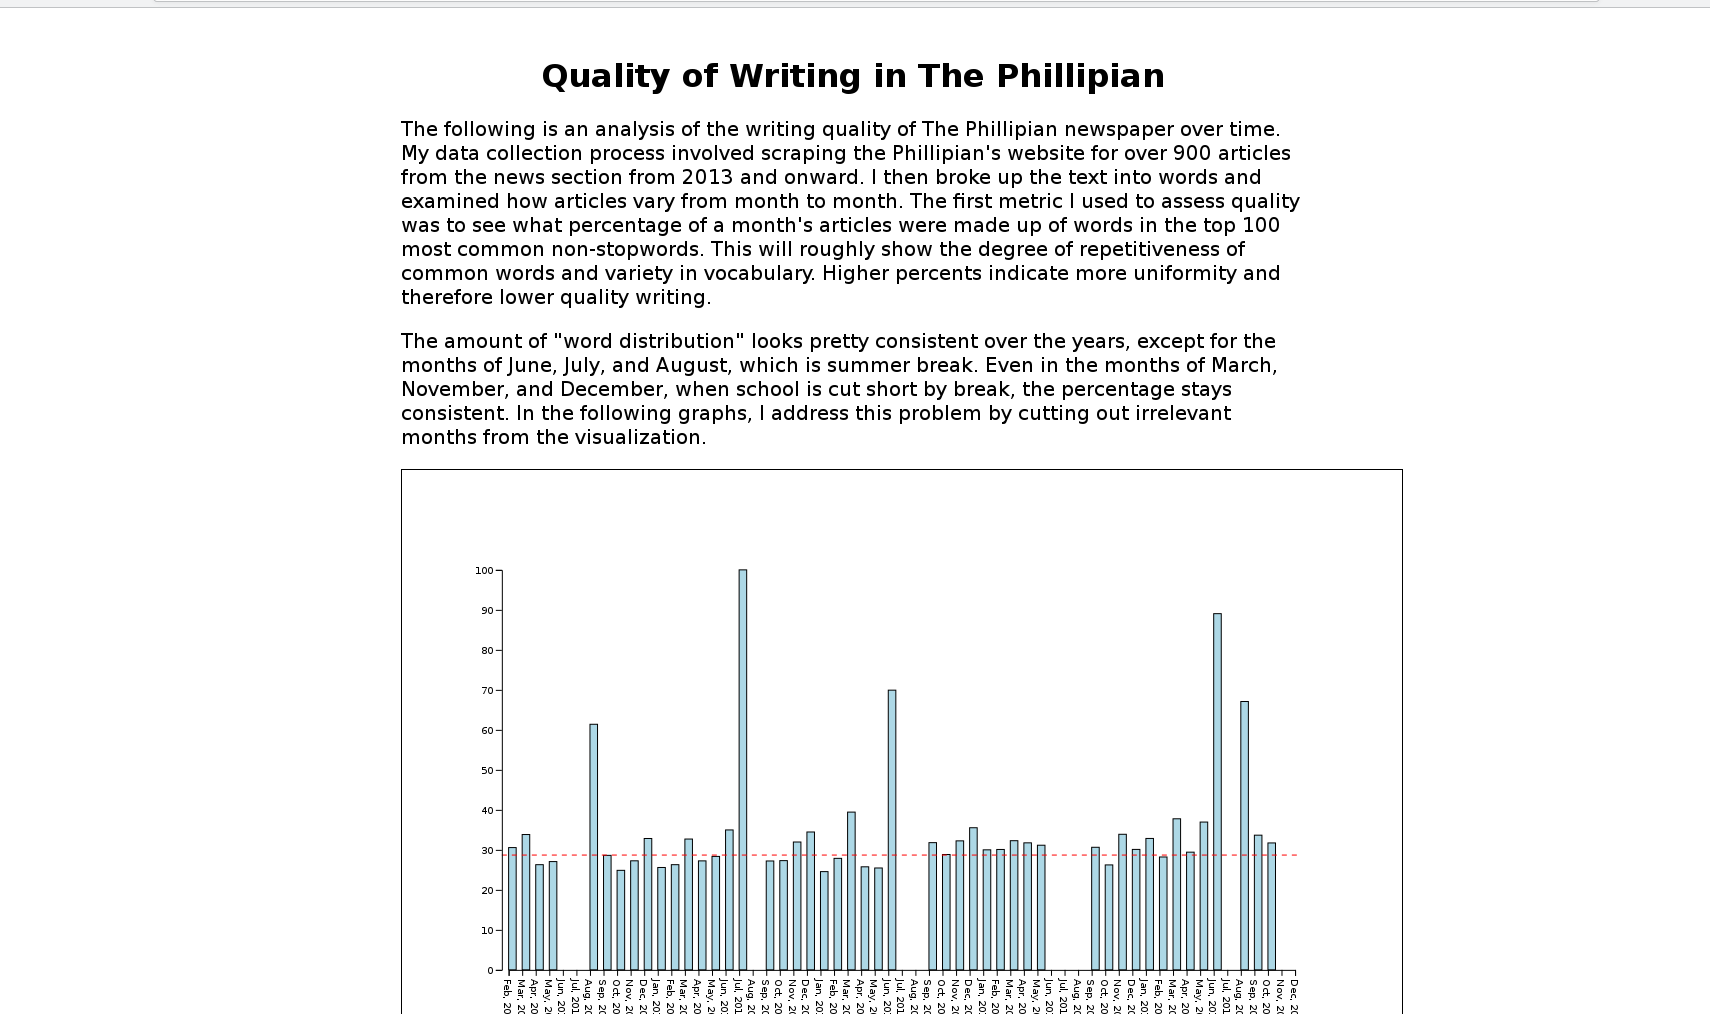 Quality of Writing in The Phillipian
The following is an analysis of the writing quality of The Phillipian newspaper over time.
My data collection process involved scraping the Phillipian's website for over 900 articles
from the news section from 2013 and onward. I then broke up the text into words and
examined how articles vary from month to month. The first metric I used to assess quality
was to see what percentage of a month's articles were made up of words in the top 100
most common non-stopwords. This will roughly show the degree of repetitiveness of
common words and variety in vocabulary. Higher percents indicate more uniformity and
therefore lower quality writing.
The amount of "word distribution" looks pretty consistent over the years, except for the
months of June, July, and August, which is summer break. Even in the months of March,
November, and December, when school is cut short by break, the percentage stays
consistent. In the following graphs, I address this problem by cutting out irrelevant
months from the visualization.
100
90
80
70
60
50
40
30
20
10
0
Feb, 20
Mar, 20
Apr, 20
May, 20
Jun, 20
Jul, 201
Aug, 20
Sep, 20
Oct, 20
Nov, 20
Dec, 20
Jan, 20
Feb, 20
Mar, 20
Apr, 20
May, 20
Jun, 20
Jul, 201
Aug, 20
Sep, 20
Oct, 20
Nov, 20
Dec, 20
Jan, 20
Feb, 20
Mar, 20
Apr, 20
May, 20
Jun, 20
Jul, 201
Aug, 20
Sep, 20
Oct, 20
Nov, 20
Dec, 20
Jan, 20
Feb, 20
Mar, 20
Apr, 20
May, 20
Jun, 20
Jul, 201
Aug, 20
Sep, 20
Oct, 20
Nov, 20
Dec, 20
Jan, 20
Feb, 20
Mar, 20
Apr, 20
May, 20
Jun, 20
Jul, 201
Aug, 20
Sep, 20
Oct, 20
Nov, 20
Dec, 20